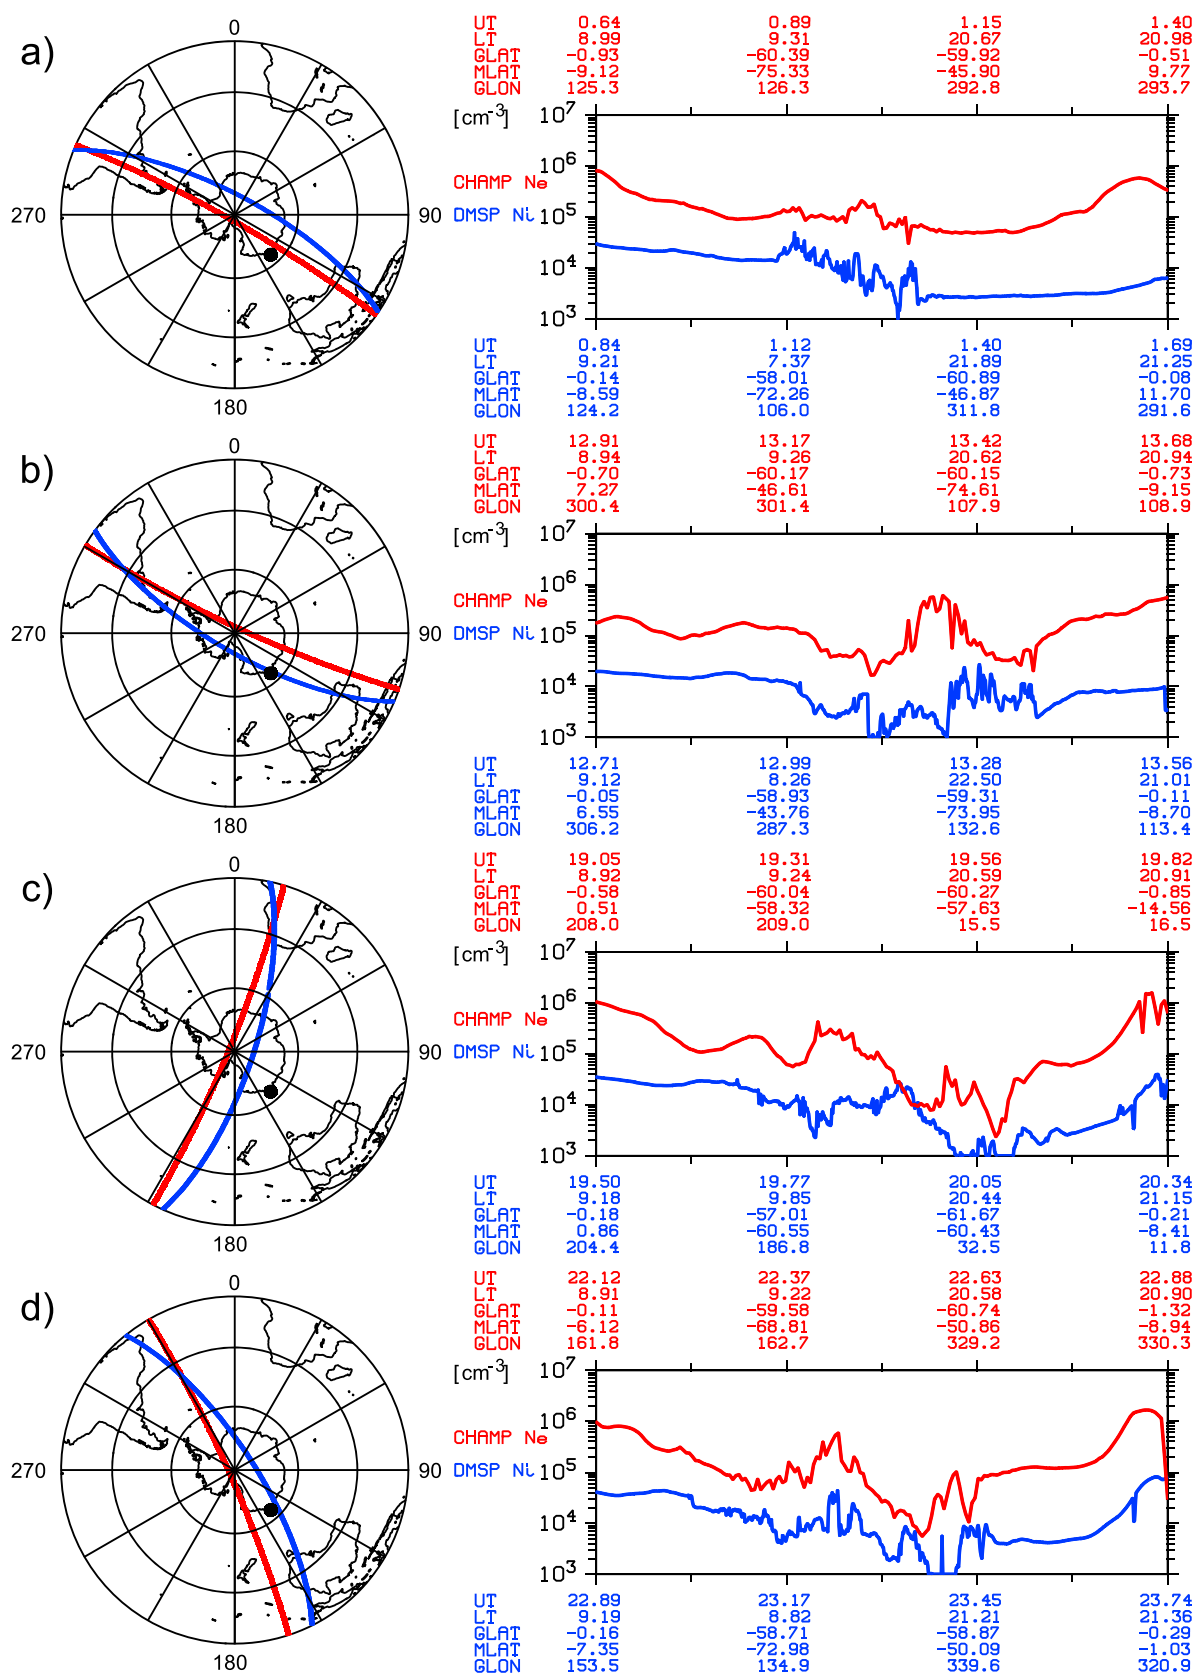 a)
0
270
90
180
UT 0.64 0.89 1.15 1.40
LT 8.99 9.31 20.67 20.98
GLAT -0.93 -60.39 -59.92 -0.51
MLAT -9.12 -75.33 -45.90 9.77
GLON 125.3 126.3 292.8 293.7
[cm-3]
10^7
10^6
10^5
10^4
10^3
CHAMP Ne
DMSP Ni
UT 0.84 1.12 1.40 1.69
LT 9.21 7.37 21.89 21.25
GLAT -0.14 -58.01 -60.89 -0.08
MLAT -8.59 -72.26 -46.87 11.70
GLON 124.2 106.0 311.8 291.6
b)
0
270
90
180
UT 12.91 13.17 13.42 13.68
LT 8.94 9.26 20.62 20.94
GLAT -0.70 -60.17 -60.15 -0.73
MLAT 7.27 -46.61 -74.61 -9.15
GLON 300.4 301.4 107.9 108.9
[cm-3]
10^7
10^6
10^5
10^4
10^3
CHAMP Ne
DMSP Ni
UT 12.71 12.99 13.28 13.56
LT 9.12 8.26 22.50 21.01
GLAT -0.05 -58.93 -59.31 -0.11
MLAT 6.55 -43.76 -73.95 -8.70
GLON 306.2 287.3 132.6 113.4
c)
0
270
90
180
UT 19.05 19.31 19.56 19.82
LT 8.92 9.24 20.59 20.91
GLAT -0.58 -60.04 -60.27 -0.85
MLAT 0.51 -58.32 -57.63 -14.56
GLON 208.0 209.0 15.5 16.5
[cm-3]
10^7
10^6
10^5
10^4
10^3
CHAMP Ne
DMSP Ni
UT 19.50 19.77 20.05 20.34
LT 9.18 9.85 20.44 21.15
GLAT -0.18 -57.01 -61.67 -0.21
MLAT 0.86 -60.55 -60.43 -8.41
GLON 204.4 186.8 32.5 11.8
d)
0
270
90
180
UT 22.12 22.37 22.63 22.88
LT 8.91 9.22 20.58 20.90
GLAT -0.11 -59.58 -60.74 -1.32
MLAT -6.12 -68.81 -50.86 -8.94
GLON 161.8 162.7 329.2 330.3
[cm-3]
10^7
10^6
10^5
10^4
10^3
CHAMP Ne
DMSP Ni
UT 22.89 23.17 23.45 23.74
LT 9.19 8.82 21.21 21.36
GLAT -0.16 -58.71 -58.87 -0.29
MLAT -7.35 -72.98 -50.09 -1.03
GLON 153.5 134.9 339.6 320.9